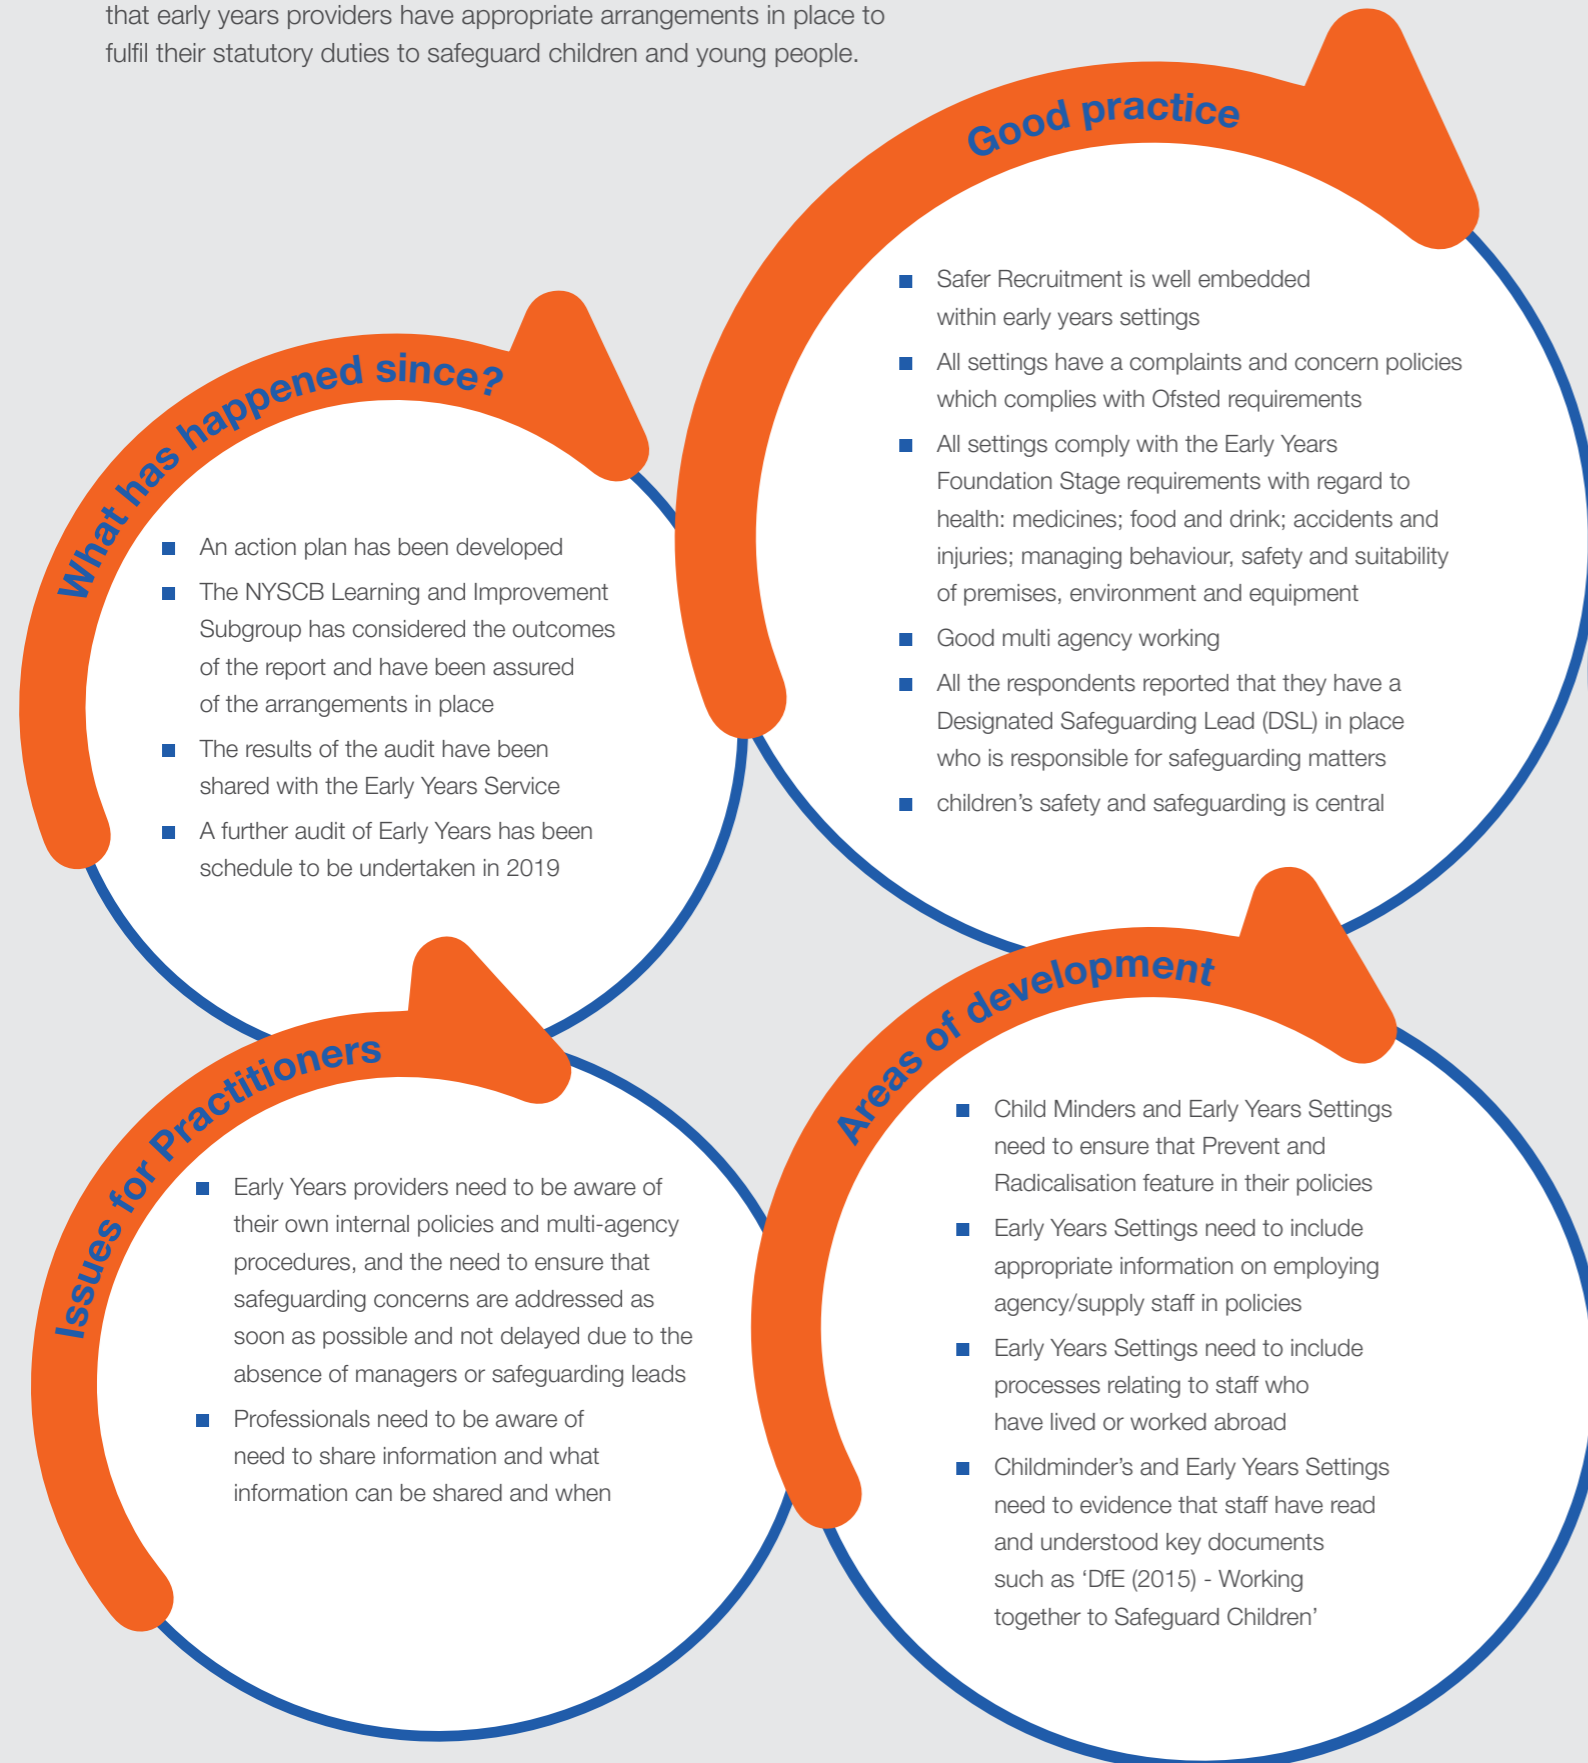 that early years providers have appropriate arrangements in place to
fulfil their statutory duties to safeguard children and young people.
Good practice
■ Safer Recruitment is well embedded
within early years settings
■ All settings have a complaints and concern policies
which complies with Ofsted requirements
■ All settings comply with the Early Years
Foundation Stage requirements with regard to
health: medicines; food and drink; accidents and
injuries; managing behaviour, safety and suitability
of premises, environment and equipment
■ Good multi agency working
■ All the respondents reported that they have a
Designated Safeguarding Lead (DSL) in place
who is responsible for safeguarding matters
■ children's safety and safeguarding is central
What has happened since?
■ An action plan has been developed
■ The NYSCB Learning and Improvement
Subgroup has considered the outcomes
of the report and have been assured
of the arrangements in place
■ The results of the audit have been
shared with the Early Years Service
■ A further audit of Early Years has been
schedule to be undertaken in 2019
Issues for Practitioners
■ Early Years providers need to be aware of
their own internal policies and multi-agency
procedures, and the need to ensure that
safeguarding concerns are addressed as
soon as possible and not delayed due to the
absence of managers or safeguarding leads
■ Professionals need to be aware of
need to share information and what
information can be shared and when
Areas of development
■ Child Minders and Early Years Settings
need to ensure that Prevent and
Radicalisation feature in their policies
■ Early Years Settings need to include
appropriate information on employing
agency/supply staff in policies
■ Early Years Settings need to include
processes relating to staff who
have lived or worked abroad
■ Childminder's and Early Years Settings
need to evidence that staff have read
and understood key documents
such as 'DfE (2015) - Working
together to Safeguard Children'